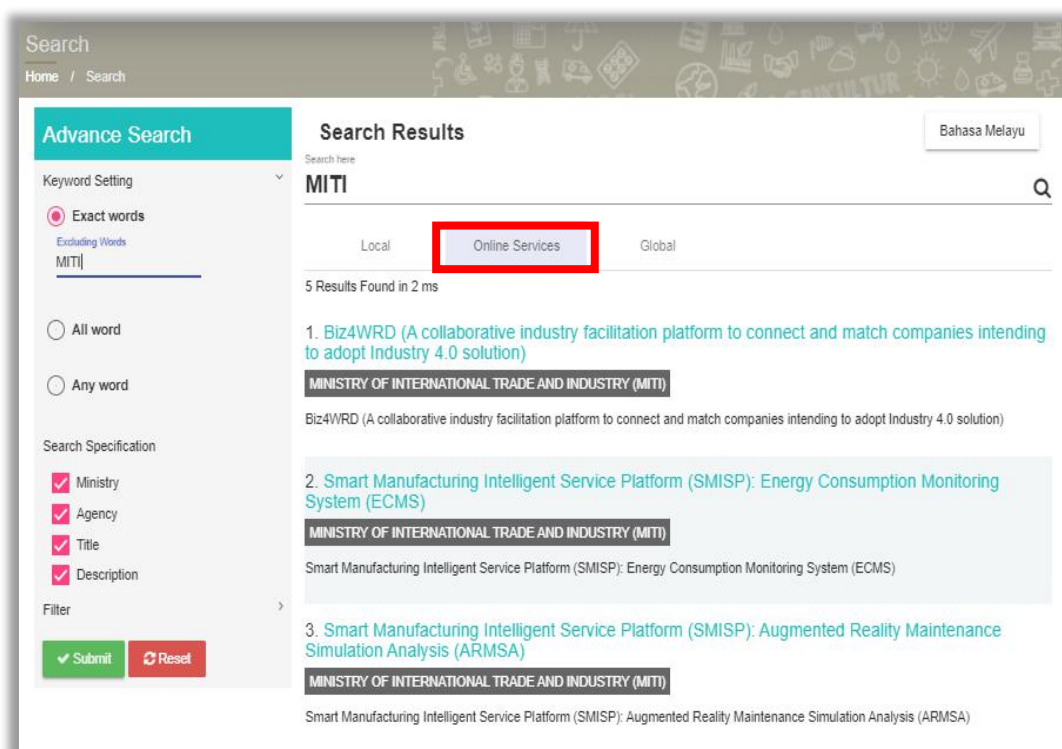 Search
Home / Search
AGRIKULTUR
Advance Search
Keyword Setting
Exact words
Excluding Words
MITI
All word
Any word
Search Specification
Ministry
Agency
Title
Description
Filter
Submit
Reset
Search Results
Bahasa Melayu
Search here
MITI
Local
Online Services
Global
5 Results Found in 2 ms
1. Biz4WRD (A collaborative industry facilitation platform to connect and match companies intending
to adopt Industry 4.0 solution)
MINISTRY OF INTERNATIONAL TRADE AND INDUSTRY (MITI)
Biz4WRD (A collaborative industry facilitation platform to connect and match companies intending to adopt Industry 4.0 solution)
2. Smart Manufacturing Intelligent Service Platform (SMISP): Energy Consumption Monitoring
System (ECMS)
MINISTRY OF INTERNATIONAL TRADE AND INDUSTRY (MITI)
Smart Manufacturing Intelligent Service Platform (SMISP): Energy Consumption Monitoring System (ECMS)
3. Smart Manufacturing Intelligent Service Platform (SMISP): Augmented Reality Maintenance
Simulation Analysis (ARMSA)
MINISTRY OF INTERNATIONAL TRADE AND INDUSTRY (MITI)
Smart Manufacturing Intelligent Service Platform (SMISP): Augmented Reality Maintenance Simulation Analysis (ARMSA)